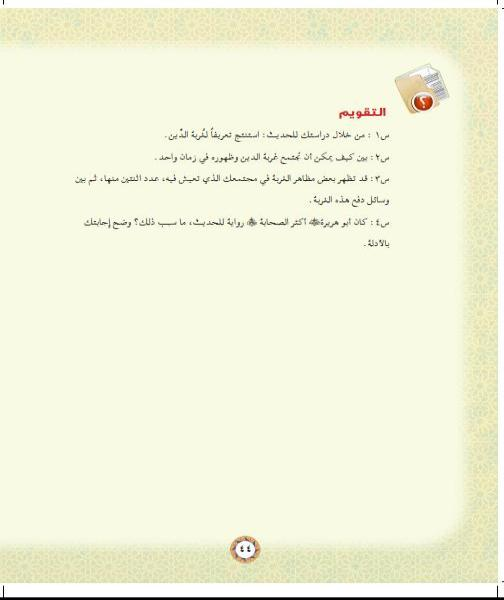 التقويم
س١ : من خلال دراستك للحديث: استنتج تعريفاً لغربة الدِّين.
س٢: بين كيف يمكن أن تجتمع غربة الدين وظهوره في زمان واحد.
س٣: قد تظهر بعض مظاهر الغربة في مجتمعك الذي تعيش فيه، عدد اثنتين منها، ثم بين
وسائل دفع هذه الغربة.
س٤: كان أبو هريرة أكثر الصحابة رواية للحديث، ما سبب ذلك؟ وضح إجابتك
بالأدلة.
٤٤